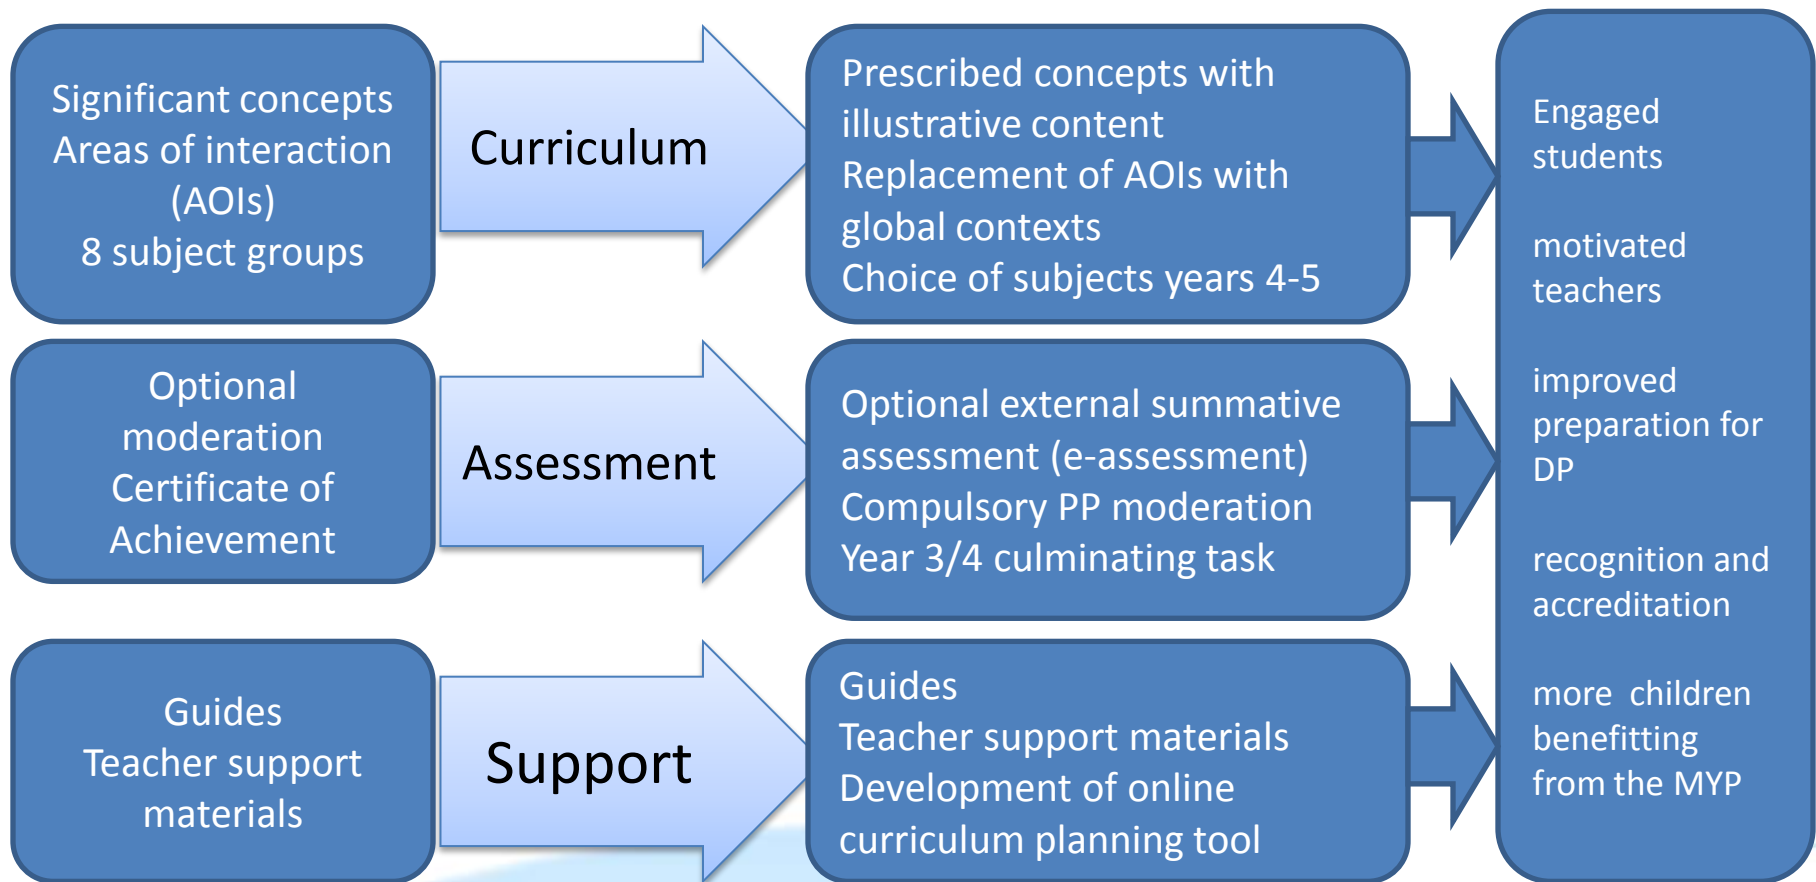 Significant concepts
Areas of interaction
(AOIs)
8 subject groups
Curriculum
Prescribed concepts with
illustrative content
Replacement of AOIs with
global contexts
Choice of subjects years 4-5
Optional
moderation
Certificate of
Achievement
Assessment
Optional external summative
assessment (e-assessment)
Compulsory PP moderation
Year 3/4 culminating task
Guides
Teacher support
materials
Support
Guides
Teacher support materials
Development of online
curriculum planning tool
Engaged
students
motivated
teachers
improved
preparation for
DP
recognition and
accreditation
more  children
benefitting
from the MYP